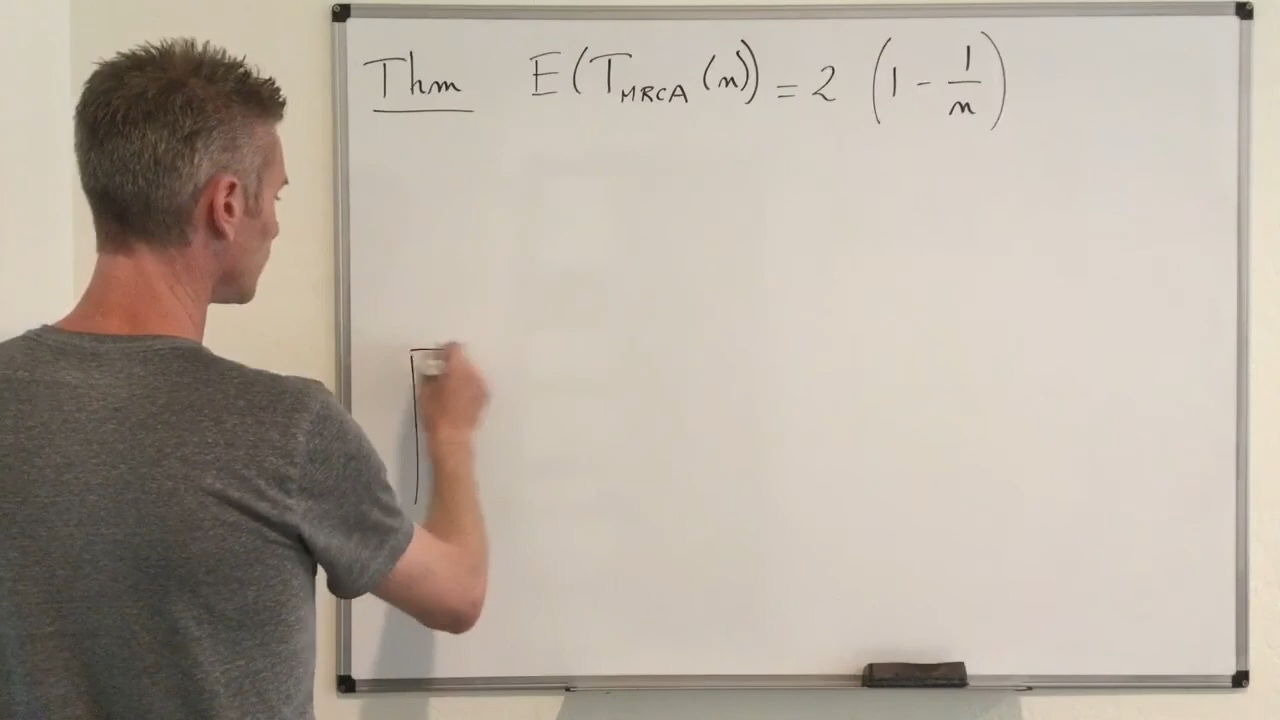 Thm E(T_MRCA (n)) = 2 (1 - 1/n)